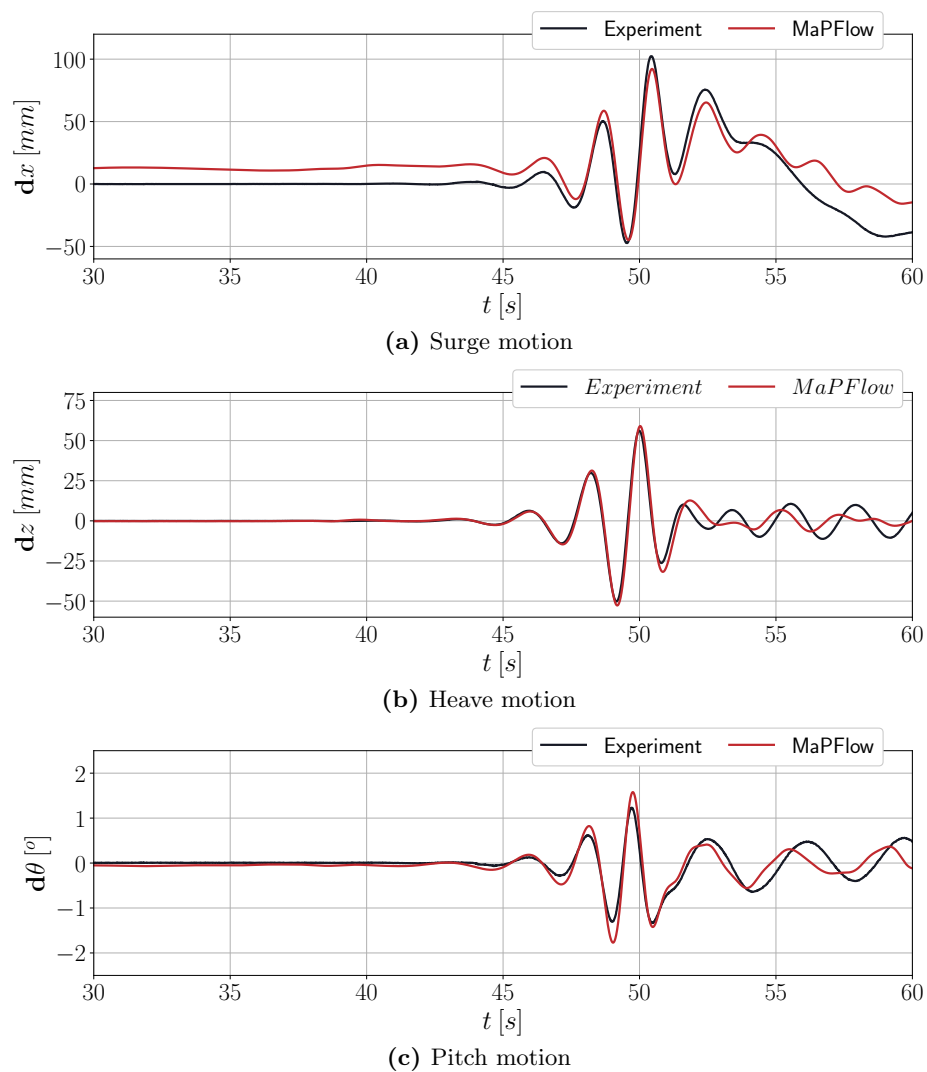 Experiment MaPFlow
100
50
0
−50
dx [mm]
30 35 40 45 50 55 60
t [s]
(a) Surge motion
Experiment MaPFlow
75
50
25
0
−25
−50
dz [mm]
30 35 40 45 50 55 60
t [s]
(b) Heave motion
Experiment MaPFlow
2
1
0
−1
−2
dθ [º]
30 35 40 45 50 55 60
t [s]
(c) Pitch motion